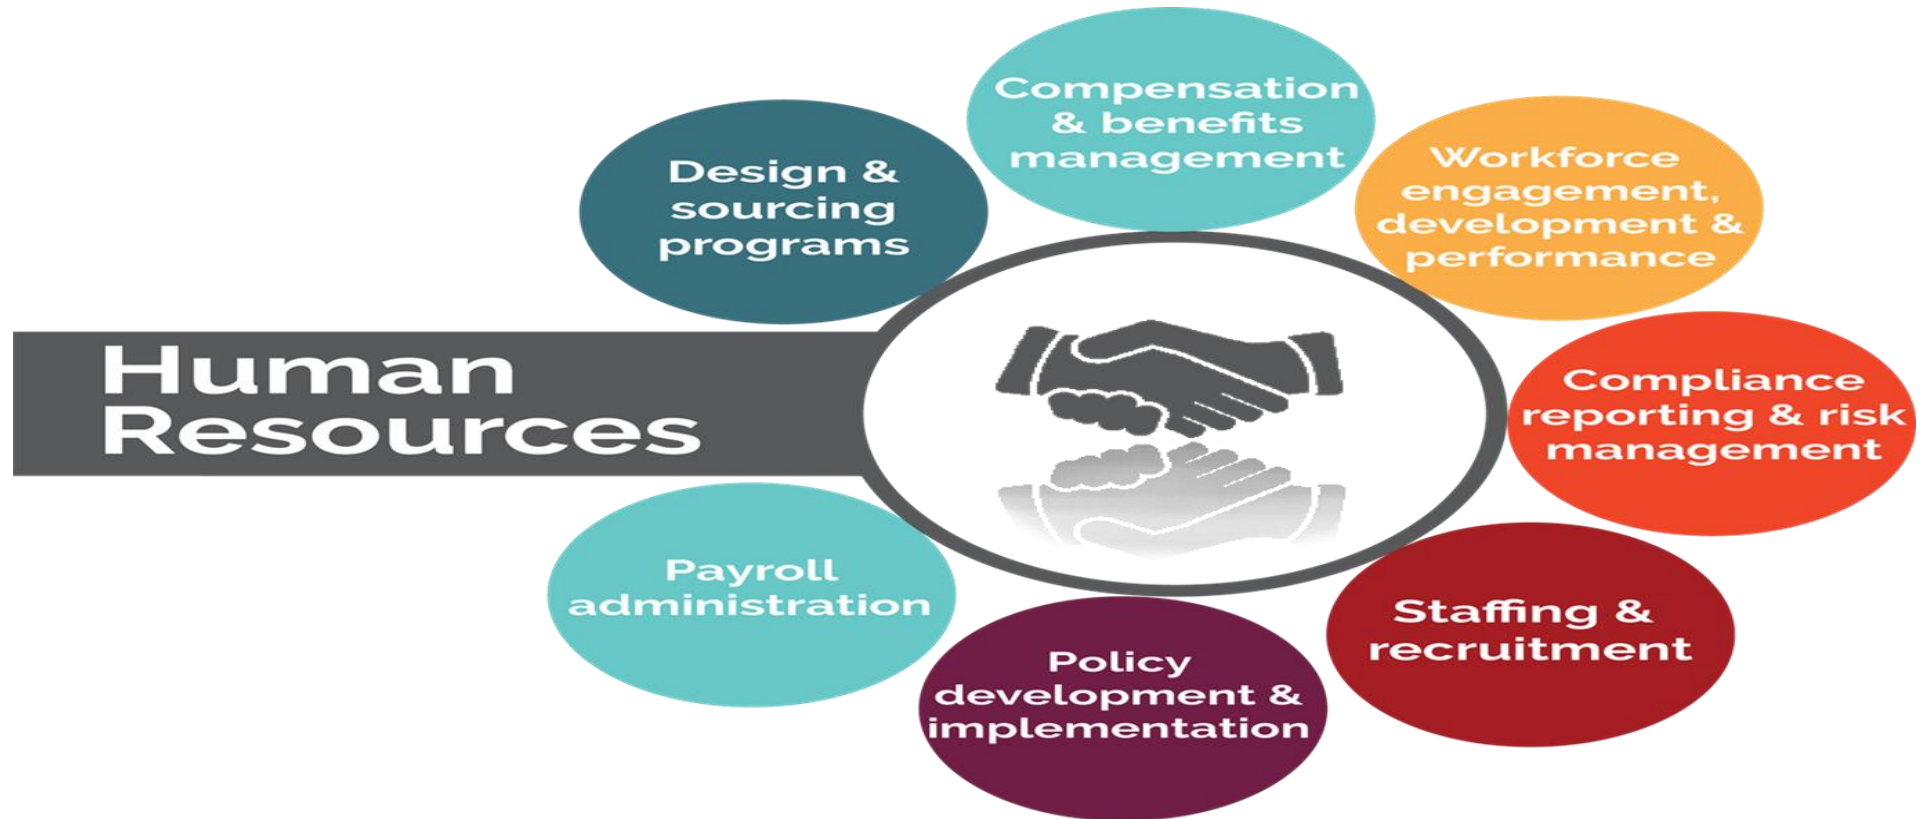 Human
Resources
Design &
sourcing
programs
Compensation
& benefits
management
Workforce
engagement,
development &
performance
Compliance
reporting & risk
management
Staffing &
recruitment
Policy
development &
implementation
Payroll
administration